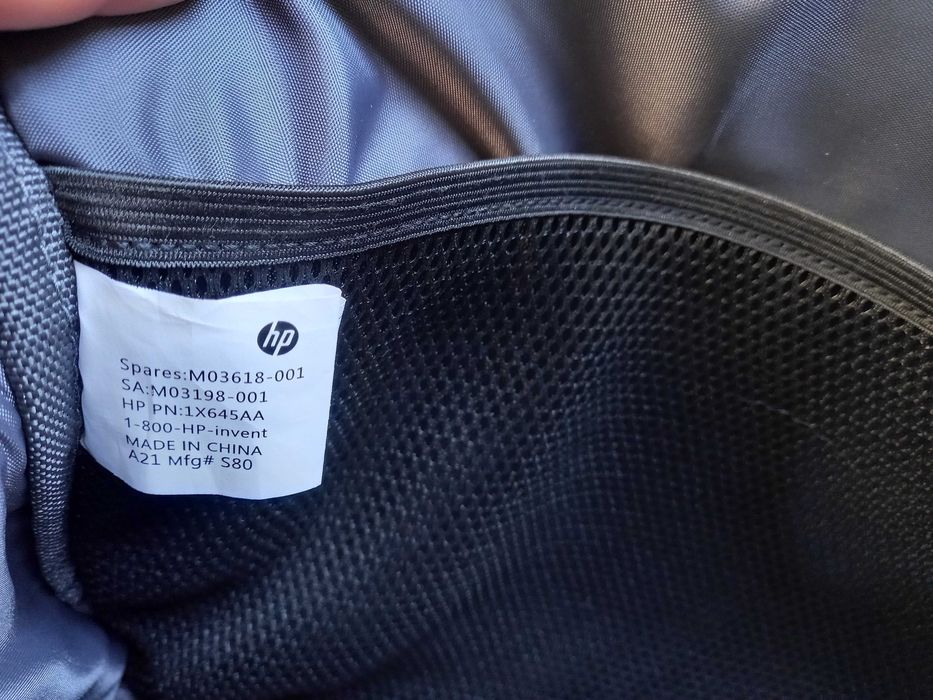 hp
Spares:M03618-001
SA:M03198-001
HP PN:1X645AA
1-800-HP-invent
MADE IN CHINA
A21 Mfg# S80